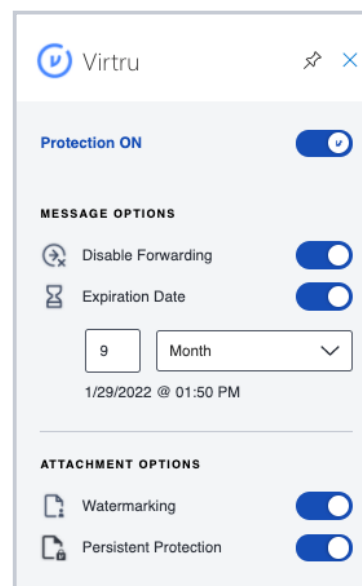 Virtru
Protection ON
MESSAGE OPTIONS
Disable Forwarding
Expiration Date
9 Month
1/29/2022 @ 01:50 PM
ATTACHMENT OPTIONS
Watermarking
Persistent Protection